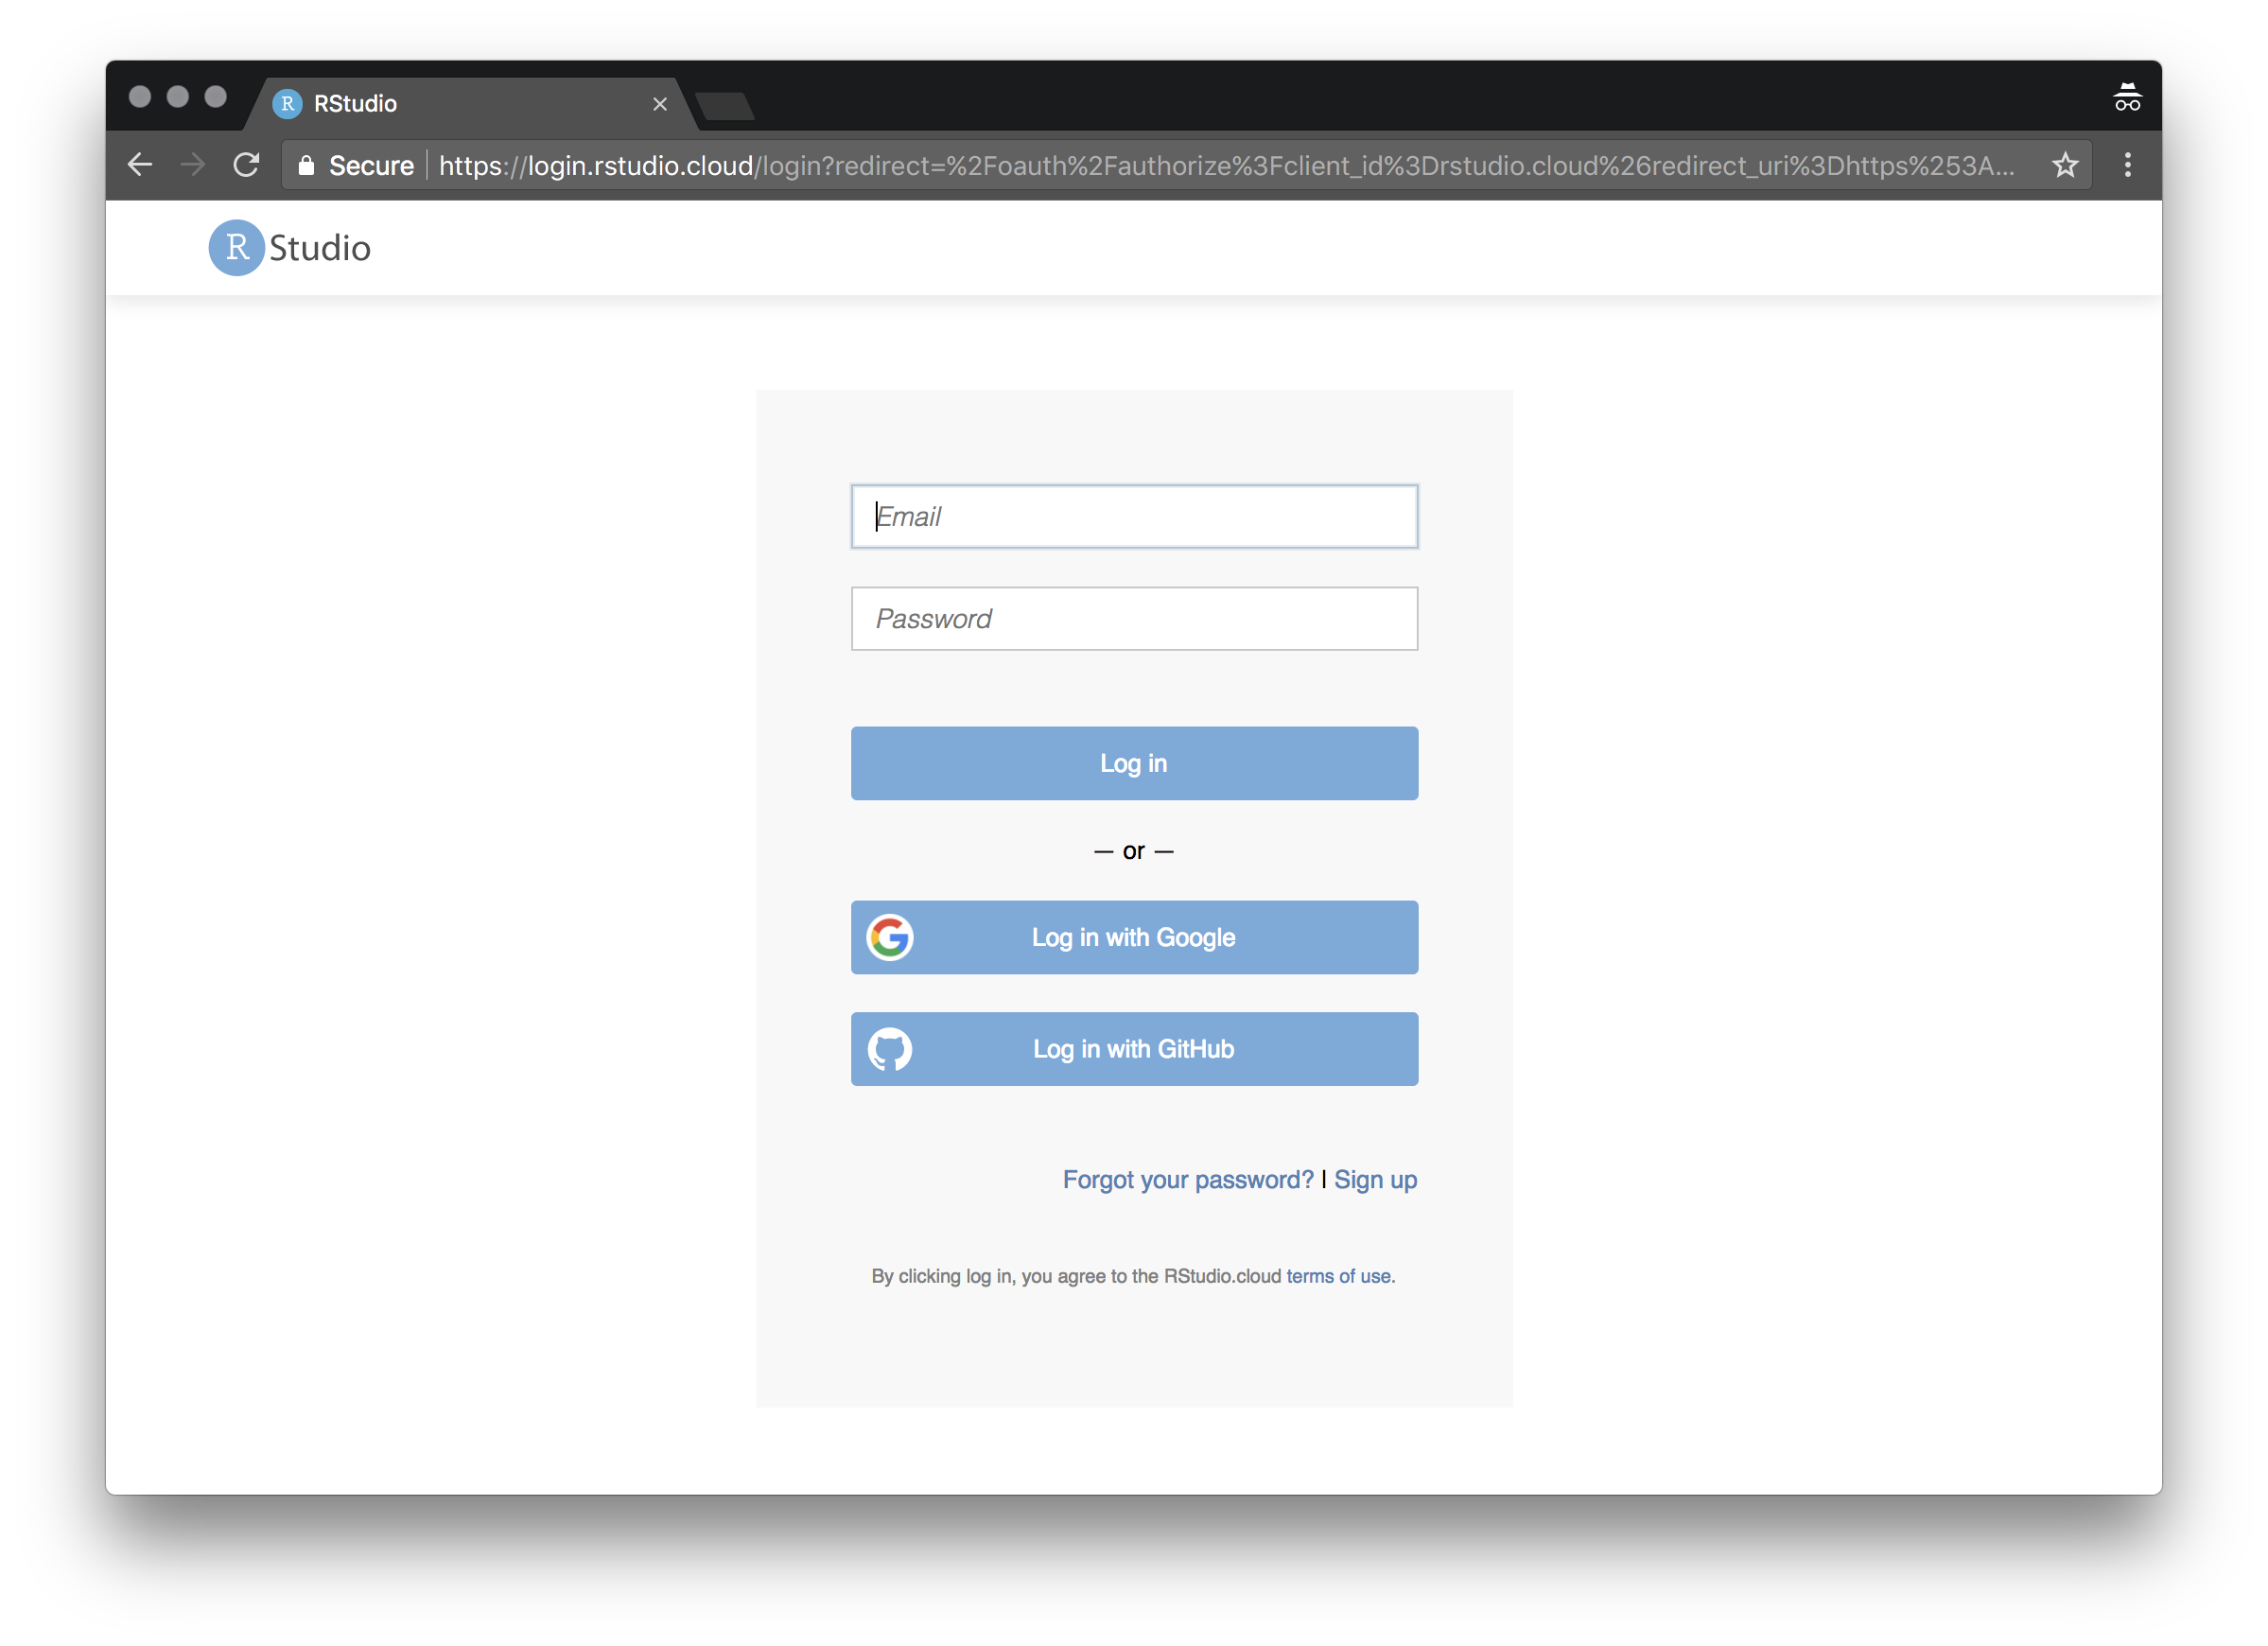 R RStudio
Secure https://login.rstudio.cloud/login?redirect=%2Foauth%2Fauthorize%3Fclient_id%3Drstudio.cloud%26redirect_uri%3Dhttps%253A...
R Studio
Email
Password
Log in
— or —
Log in with Google
Log in with GitHub
Forgot your password? | Sign up
By clicking log in, you agree to the RStudio.cloud terms of use.